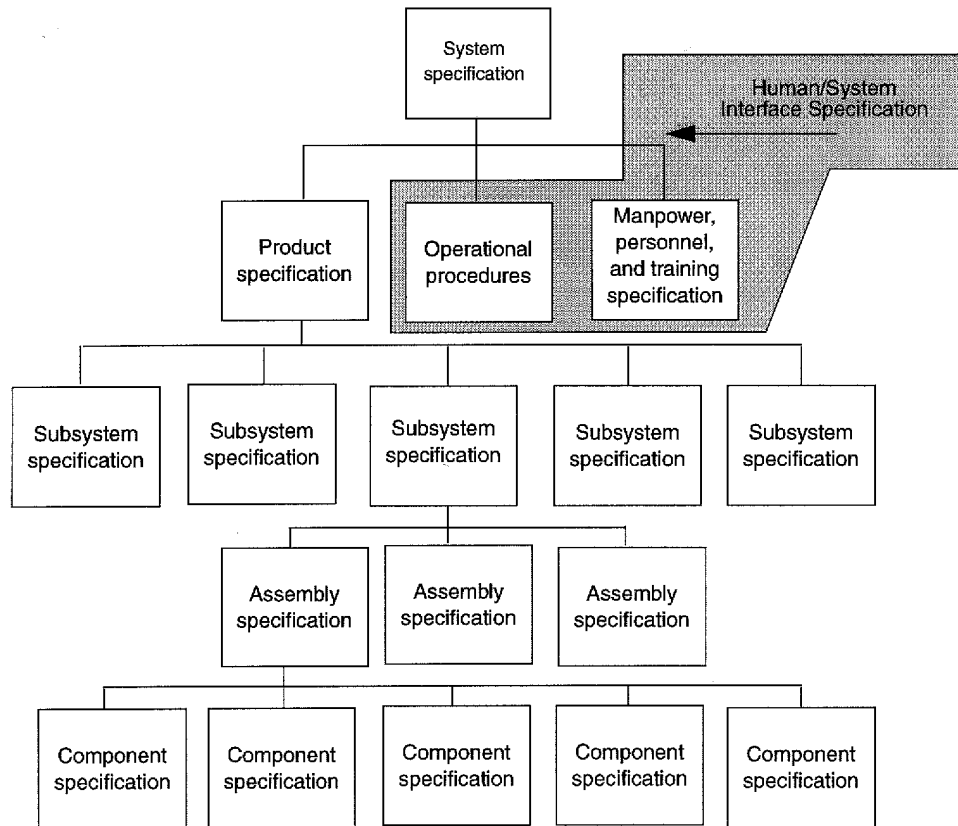 System
specification
Human/System
Interface Specification
Product
specification
Operational
procedures
Manpower,
personnel,
and training
specification
Subsystem
specification
Subsystem
specification
Subsystem
specification
Subsystem
specification
Subsystem
specification
Assembly
specification
Assembly
specification
Assembly
specification
Component
specification
Component
specification
Component
specification
Component
specification
Component
specification